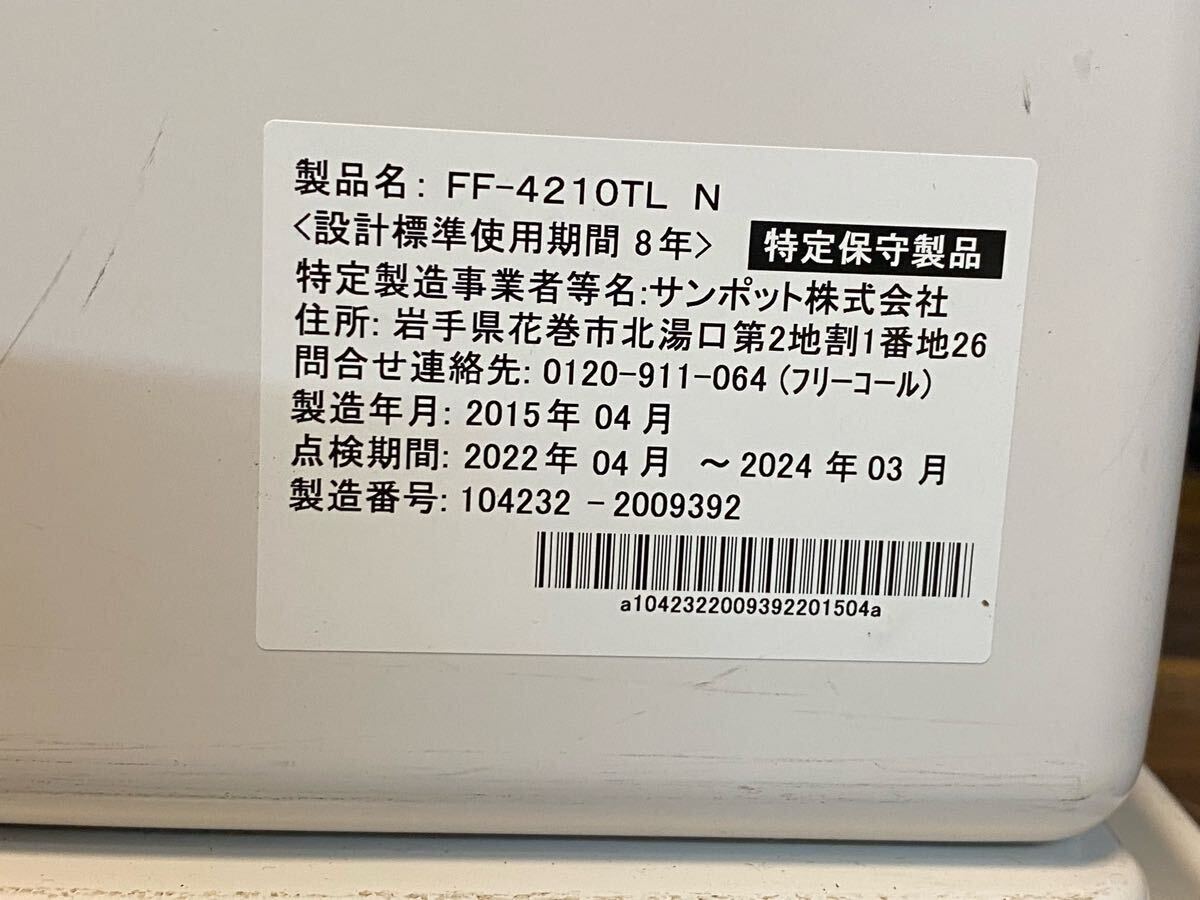 製品名: FF-4210TL N
<設計標準使用期間 8年> 特定保守製品
特定製造事業者等名:サンポット株式会社
住所: 岩手県花巻市北湯口第2地割1番地26
問合せ連絡先: 0120-911-064 (フリーコール)
製造年月: 2015年 04月
点検期間: 2022年 04月 ～2024年 03月
製造番号: 104232 -2009392
a1042322009392201504a